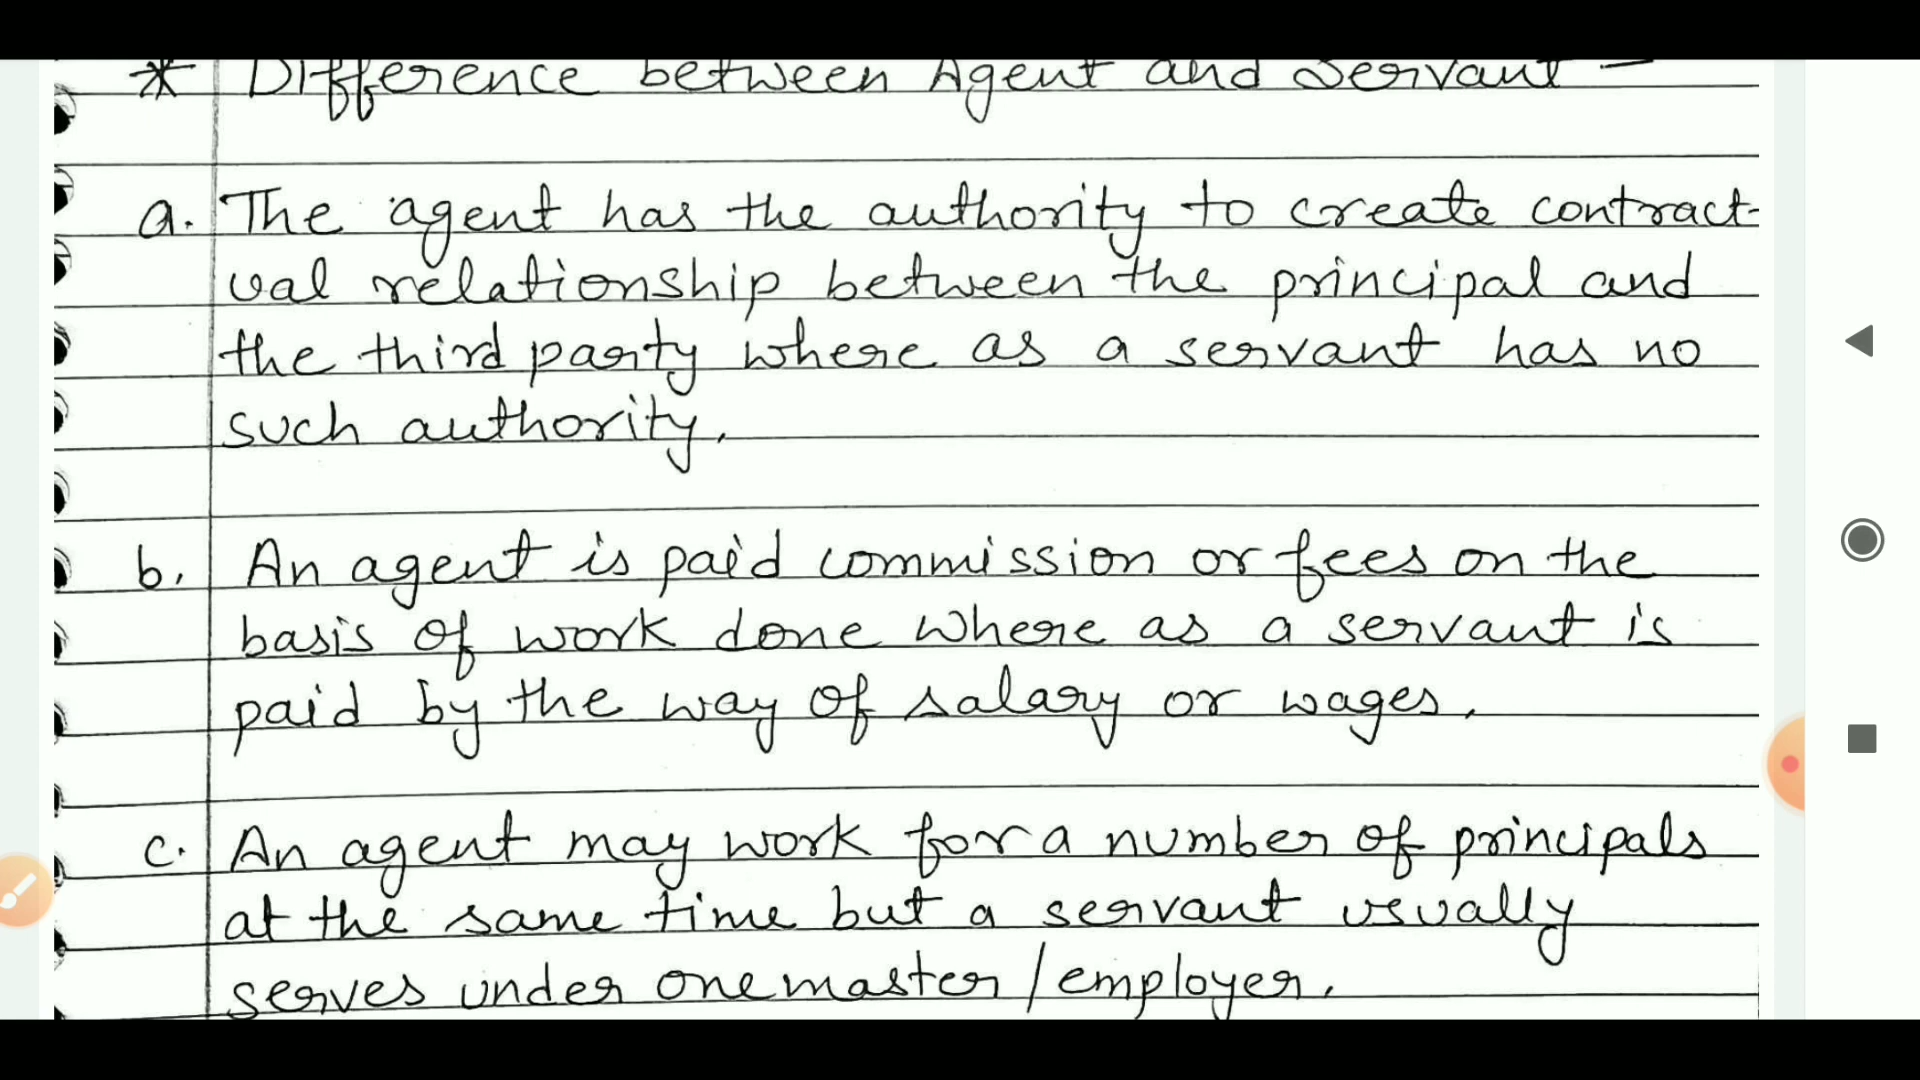 * Difference between Agent and Servant -
a. The agent has the authority to create contract-
ual relationship between the principal and
the third party where as a servant has no
such authority.
b. An agent is paid commission or fees on the
basis of work done where as a servant is
paid by the way of salary or wages.
c. An agent may work for a number of principals
at the same time but a servant usually
serves under one master / employer.